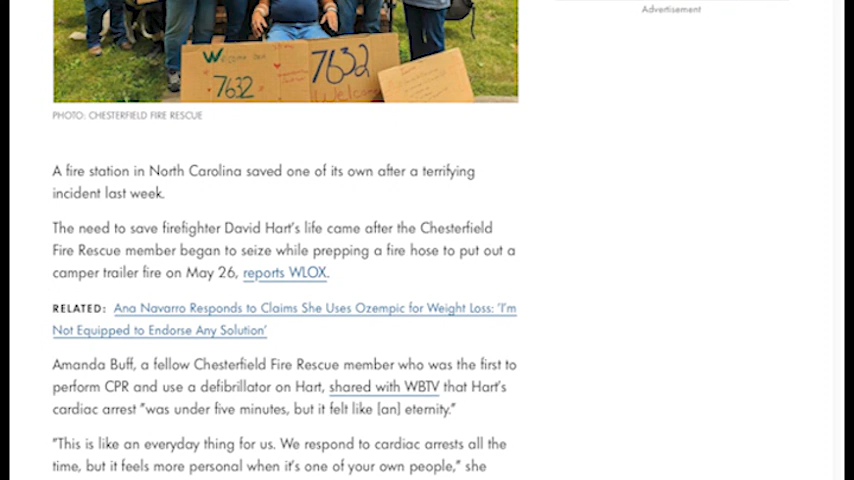 Welcome
7632
7632
Welcome
Advertisement
PHOTO: CHESTERFIELD FIRE RESCUE
A fire station in North Carolina saved one of its own after a terrifying
incident last week.
The need to save firefighter David Hart's life came after the Chesterfield
Fire Rescue member began to seize while prepping a fire hose to put out a
camper trailer fire on May 26, reports WLOX.
RELATED: Ana Navarro Responds to Claims She Uses Ozempic for Weight Loss: 'I'm
Not Equipped to Endorse Any Solution'
Amanda Buff, a fellow Chesterfield Fire Rescue member who was the first to
perform CPR and use a defibrillator on Hart, shared with WBTV that Hart's
cardiac arrest "was under five minutes, but it felt like [an] eternity."
"This is like an everyday thing for us. We respond to cardiac arrests all the
time, but it feels more personal when it's one of your own people," she